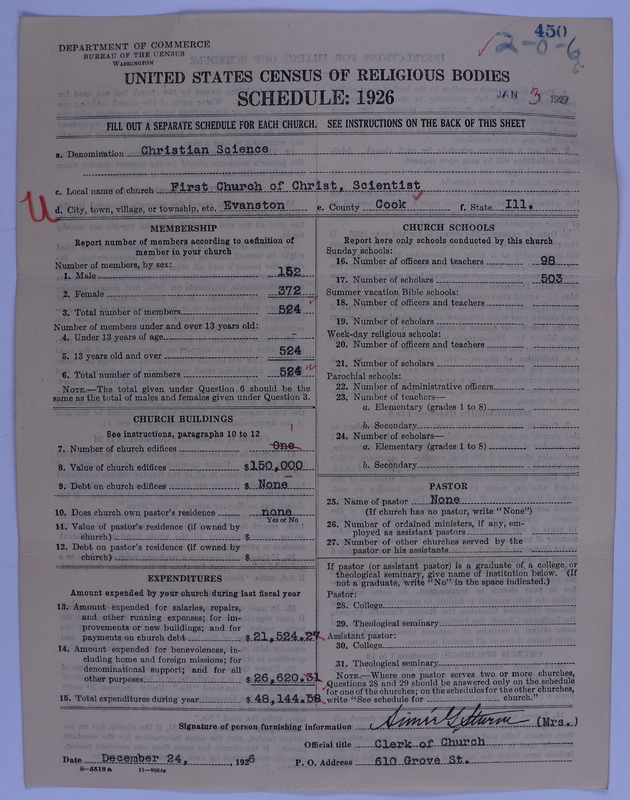 450
2-0-6
DEPARTMENT OF COMMERCE
BUREAU OF THE CENSUS
WASHINGTON
UNITED STATES CENSUS OF RELIGIOUS BODIES
SCHEDULE: 1926
JAN 3 1927
FILL OUT A SEPARATE SCHEDULE FOR EACH CHURCH. SEE INSTRUCTIONS ON THE BACK OF THIS SHEET
a. Denomination Christian Science
c. Local name of church First Church of Christ, Scientist
U
d. City, town, village, or township, etc. Evanston e. County Cook f. State Ill.
MEMBERSHIP
Report number of members according to definition of
member in your church
Number of members, by sex:
1. Male 152
2. Female 372
3. Total number of members 524
Number of members under and over 13 years old:
4. Under 13 years of age -
5. 13 years old and over 524
6. Total number of members 524
NOTE.—The total given under Question 6 should be the
same as the total of males and females given under Question 3.
CHURCH BUILDINGS
See instructions, paragraphs 10 to 12
1
7. Number of church edifices One
8. Value of church edifices $150,000
9. Debt on church edifices $ None
10. Does church own pastor's residence none
Yes or No
11. Value of pastor's residence (if owned by
church) $
12. Debt on pastor's residence (if owned by
church) $
EXPENDITURES
Amount expended by your church during last fiscal year
13. Amount expended for salaries, repairs,
and other running expenses; for im-
provements or new buildings; and for
payments on church debt $21,524.27
14. Amount expended for benevolences, in-
cluding home and foreign missions; for
denominational support; and for all
other purposes $26,620.31
15. Total expenditures during year $48,144.58
CHURCH SCHOOLS
Report here only schools conducted by this church
Sunday schools:
16. Number of officers and teachers 98
17. Number of scholars 503
Summer vacation Bible schools:
18. Number of officers and teachers
19. Number of scholars
Week-day religious schools:
20. Number of officers and teachers
21. Number of scholars
Parochial schools:
22. Number of administrative officers
23. Number of teachers—
a. Elementary (grades 1 to 8)
b. Secondary
24. Number of scholars—
a. Elementary (grades 1 to 8)
b. Secondary
PASTOR
25. Name of pastor None
(If church has no pastor, write "None")
26. Number of ordained ministers, if any, em-
ployed as assistant pastors
27. Number of other churches served by the
pastor or his assistants
If pastor (or assistant pastor) is a graduate of a college or
theological seminary, give name of institution below. (If
not a graduate, write "No" in the space indicated.)
Pastor:
28. College
29. Theological seminary
Assistant pastor:
30. College
31. Theological seminary
NOTE.—Where one pastor serves two or more churches,
Questions 28 and 29 should be answered only on the schedule
for one of the churches; on the schedules for the other churches,
write "See schedule for church."
Signature of person furnishing information (Mrs.)
Official title Clerk of Church
Date December 24, 1926 P. O. Address 610 Grove St.
8-5518a 11-9054a